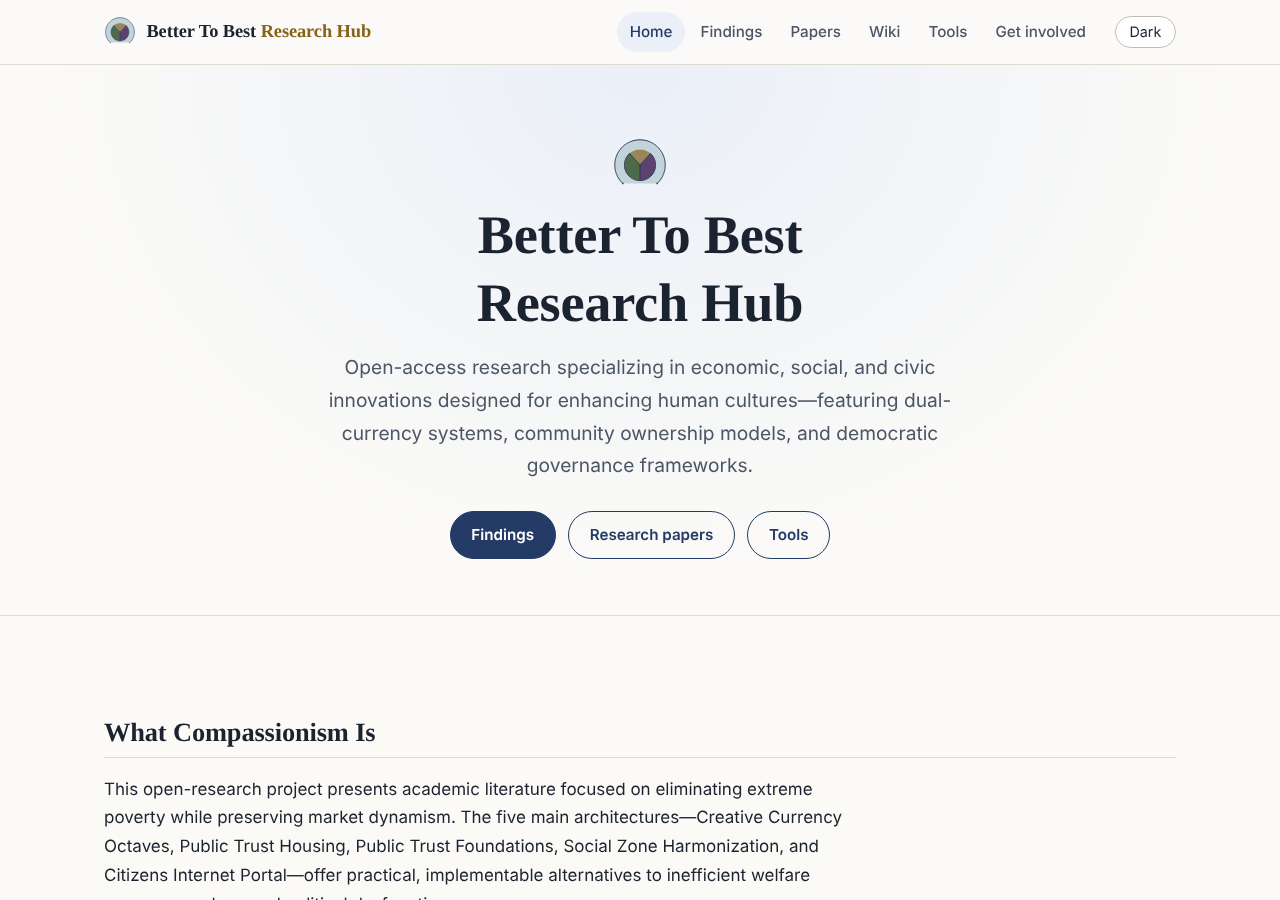 Better To Best Research Hub
Home
Findings
Papers
Wiki
Tools
Get involved
Dark
Better To Best
Research Hub
Open-access research specializing in economic, social, and civic
innovations designed for enhancing human cultures—featuring dual-
currency systems, community ownership models, and democratic
governance frameworks.
Findings
Research papers
Tools
What Compassionism Is
This open-research project presents academic literature focused on eliminating extreme
poverty while preserving market dynamism. The five main architectures—Creative Currency
Octaves, Public Trust Housing, Public Trust Foundations, Social Zone Harmonization, and
Citizens Internet Portal—offer practical, implementable alternatives to inefficient welfare